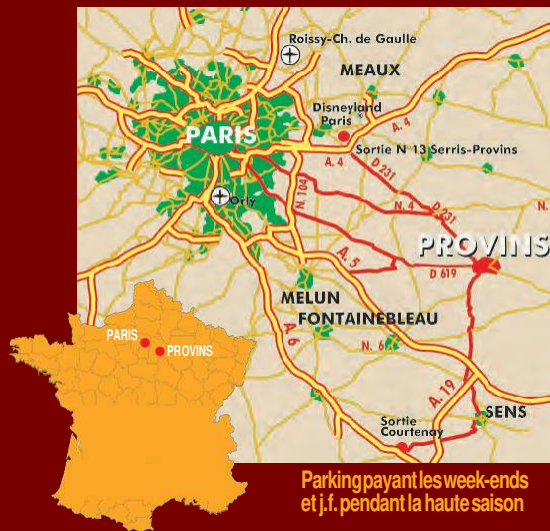 Roissy-Ch. de Gaulle
MEAUX
Disneyland
Paris®
PARIS
A. 4
Sortie N°13 Serris-Provins
A. 4
D 231
N. 104
N. 4
D 231
Orly
PROVINS
A. 5
D 619
MELUN
FONTAINEBLEAU
A. 6
N. 6
A. 19
SENS
Sortie
Courtenay
PARIS
PROVINS
Parking payant les week-ends
et j.f. pendant la haute saison